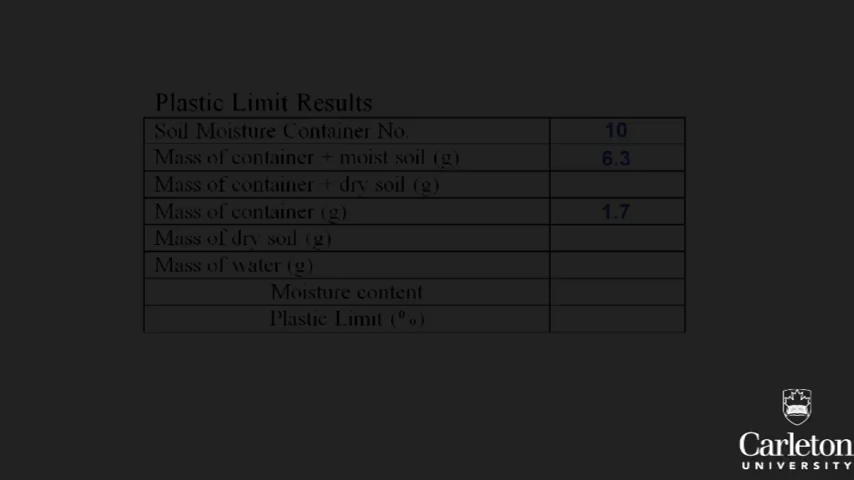 Plastic Limit Results
Soil Moisture Container No. 10
Mass of container + moist soil (g) 6.3
Mass of container + dry soil (g)
Mass of container (g) 1.7
Mass of dry soil (g)
Mass of water (g)
Moisture content
Plastic Limit (%)
Carleton
UNIVERSITY